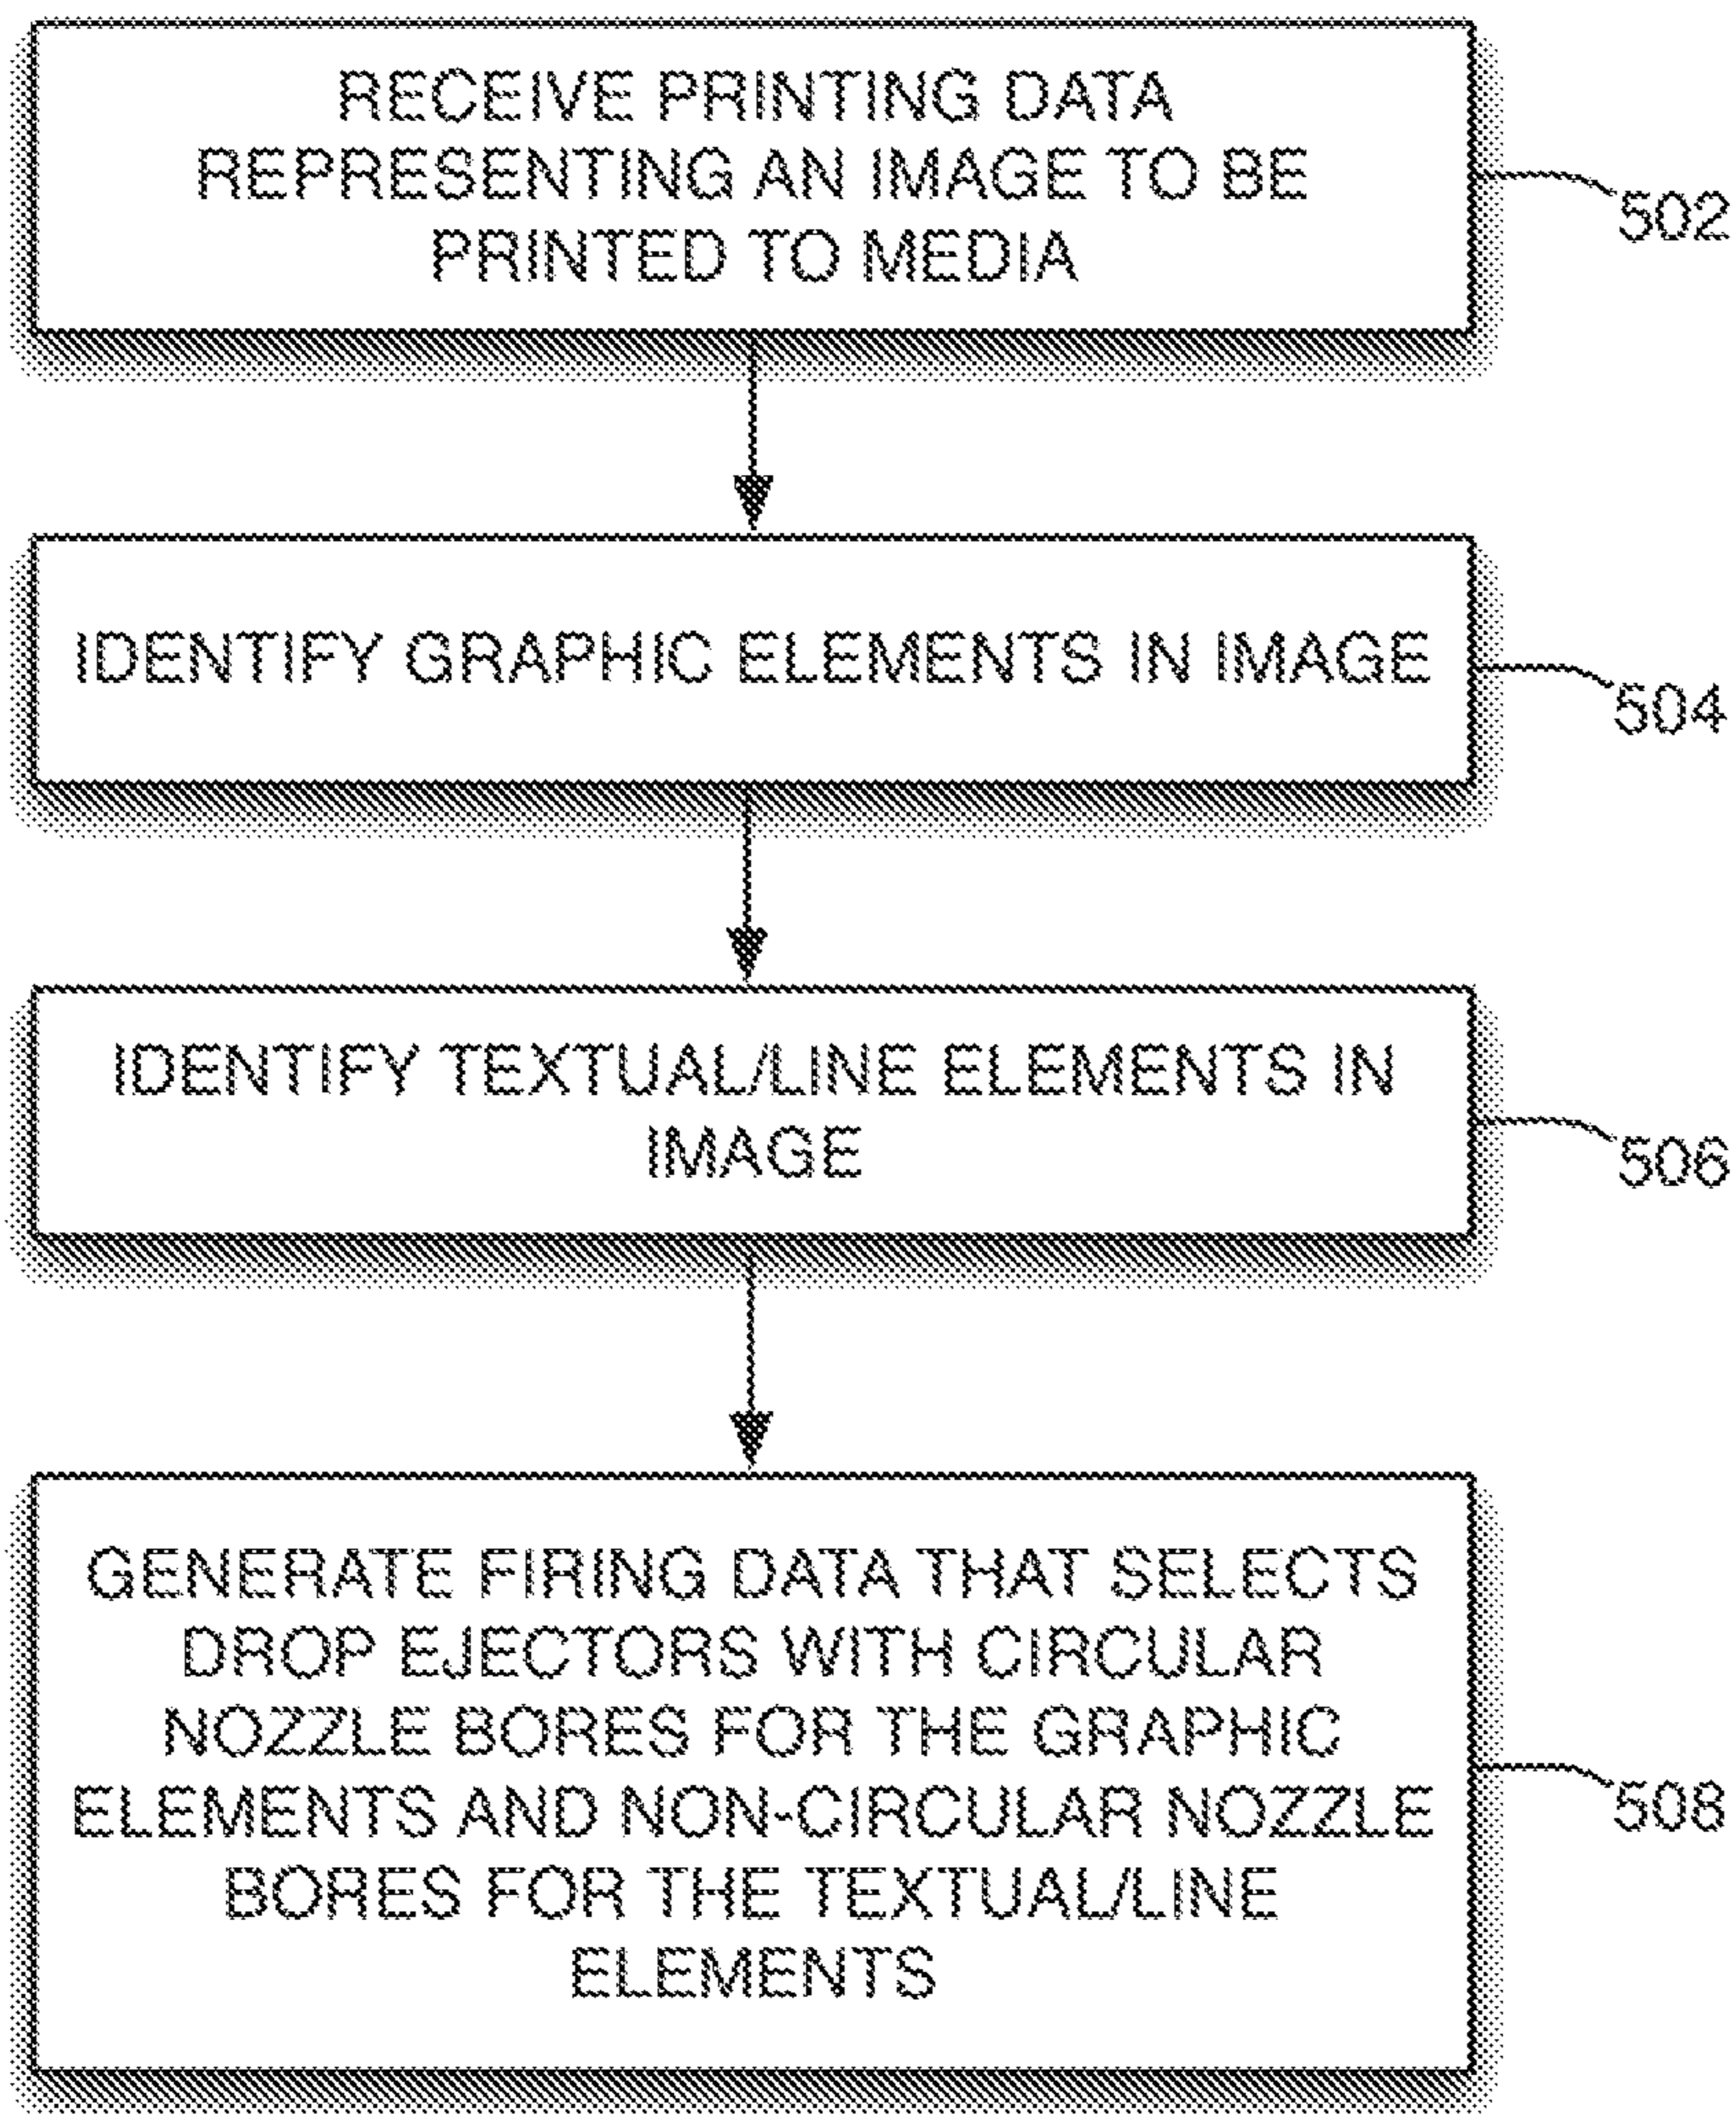 RECEIVE PRINTING DATA
REPRESENTING AN IMAGE TO BE
PRINTED TO MEDIA
502
IDENTIFY GRAPHIC ELEMENTS IN IMAGE
504
IDENTIFY TEXTUAL/LINE ELEMENTS IN
IMAGE
506
GENERATE FIRING DATA THAT SELECTS
DROP EJECTORS WITH CIRCULAR
NOZZLE BORES FOR THE GRAPHIC
ELEMENTS AND NON-CIRCULAR NOZZLE
BORES FOR THE TEXTUAL/LINE
ELEMENTS
508